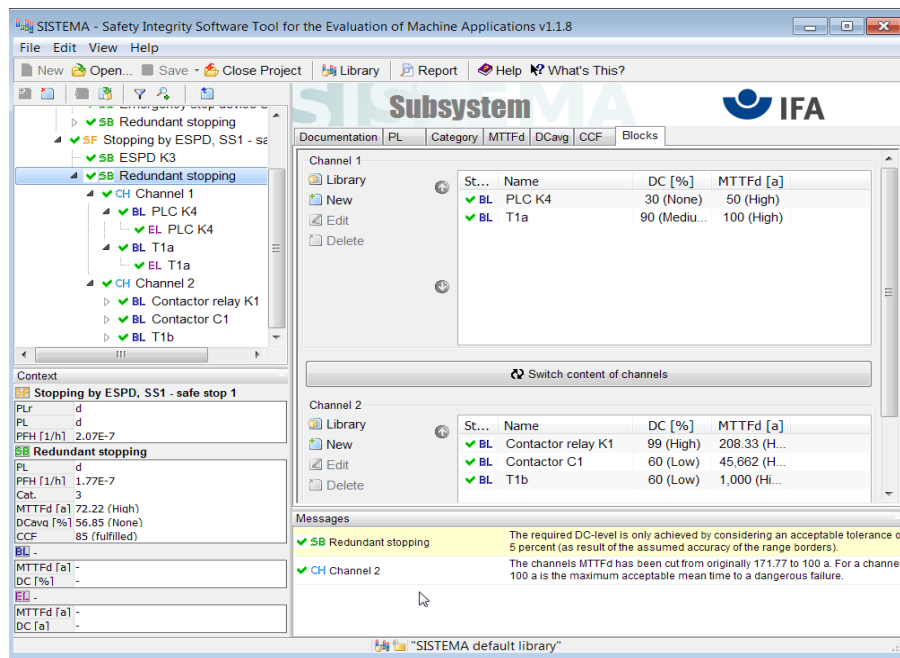 SISTEMA - Safety Integrity Software Tool for the Evaluation of Machine Applications v1.1.8
File Edit View Help
New Open... Save Close Project Library Report Help What's This?
Subsystem
IFA
SB Redundant stopping
SF Stopping by ESPD, SS1 - sa
SB ESPD K3
SB Redundant stopping
CH Channel 1
BL PLC K4
EL PLC K4
BL T1a
EL T1a
CH Channel 2
BL Contactor relay K1
BL Contactor C1
BL T1b
Context
SF Stopping by ESPD, SS1 - safe stop 1
PLr d
PL d
PFH [1/h] 2.07E-7
SB Redundant stopping
PL d
PFH [1/h] 1.77E-7
Cat. 3
MTTFd [a] 72.22 (High)
DCavg [%] 56.85 (None)
CCF 85 (fulfilled)
BL -
MTTFd [a] -
DC [%] -
EL -
MTTFd [a] -
DC [a] -
Documentation PL Category MTTFd DCavg CCF Blocks
Channel 1
Library
New
Edit
Delete
St... Name DC [%] MTTFd [a]
BL PLC K4 30 (None) 50 (High)
BL T1a 90 (Mediu... 100 (High)
Switch content of channels
Channel 2
Library
New
Edit
Delete
St... Name DC [%] MTTFd [a]
BL Contactor relay K1 99 (High) 208.33 (H...
BL Contactor C1 60 (Low) 45,662 (H...
BL T1b 60 (Low) 1,000 (Hi...
Messages
SB Redundant stopping
The required DC-level is only achieved by considering an acceptable tolerance o
5 percent (as result of the assumed accuracy of the range borders).
CH Channel 2
The channels MTTFd has been cut from originally 171.77 to 100 a. For a channe
100 a is the maximum acceptable mean time to a dangerous failure.
"SISTEMA default library"